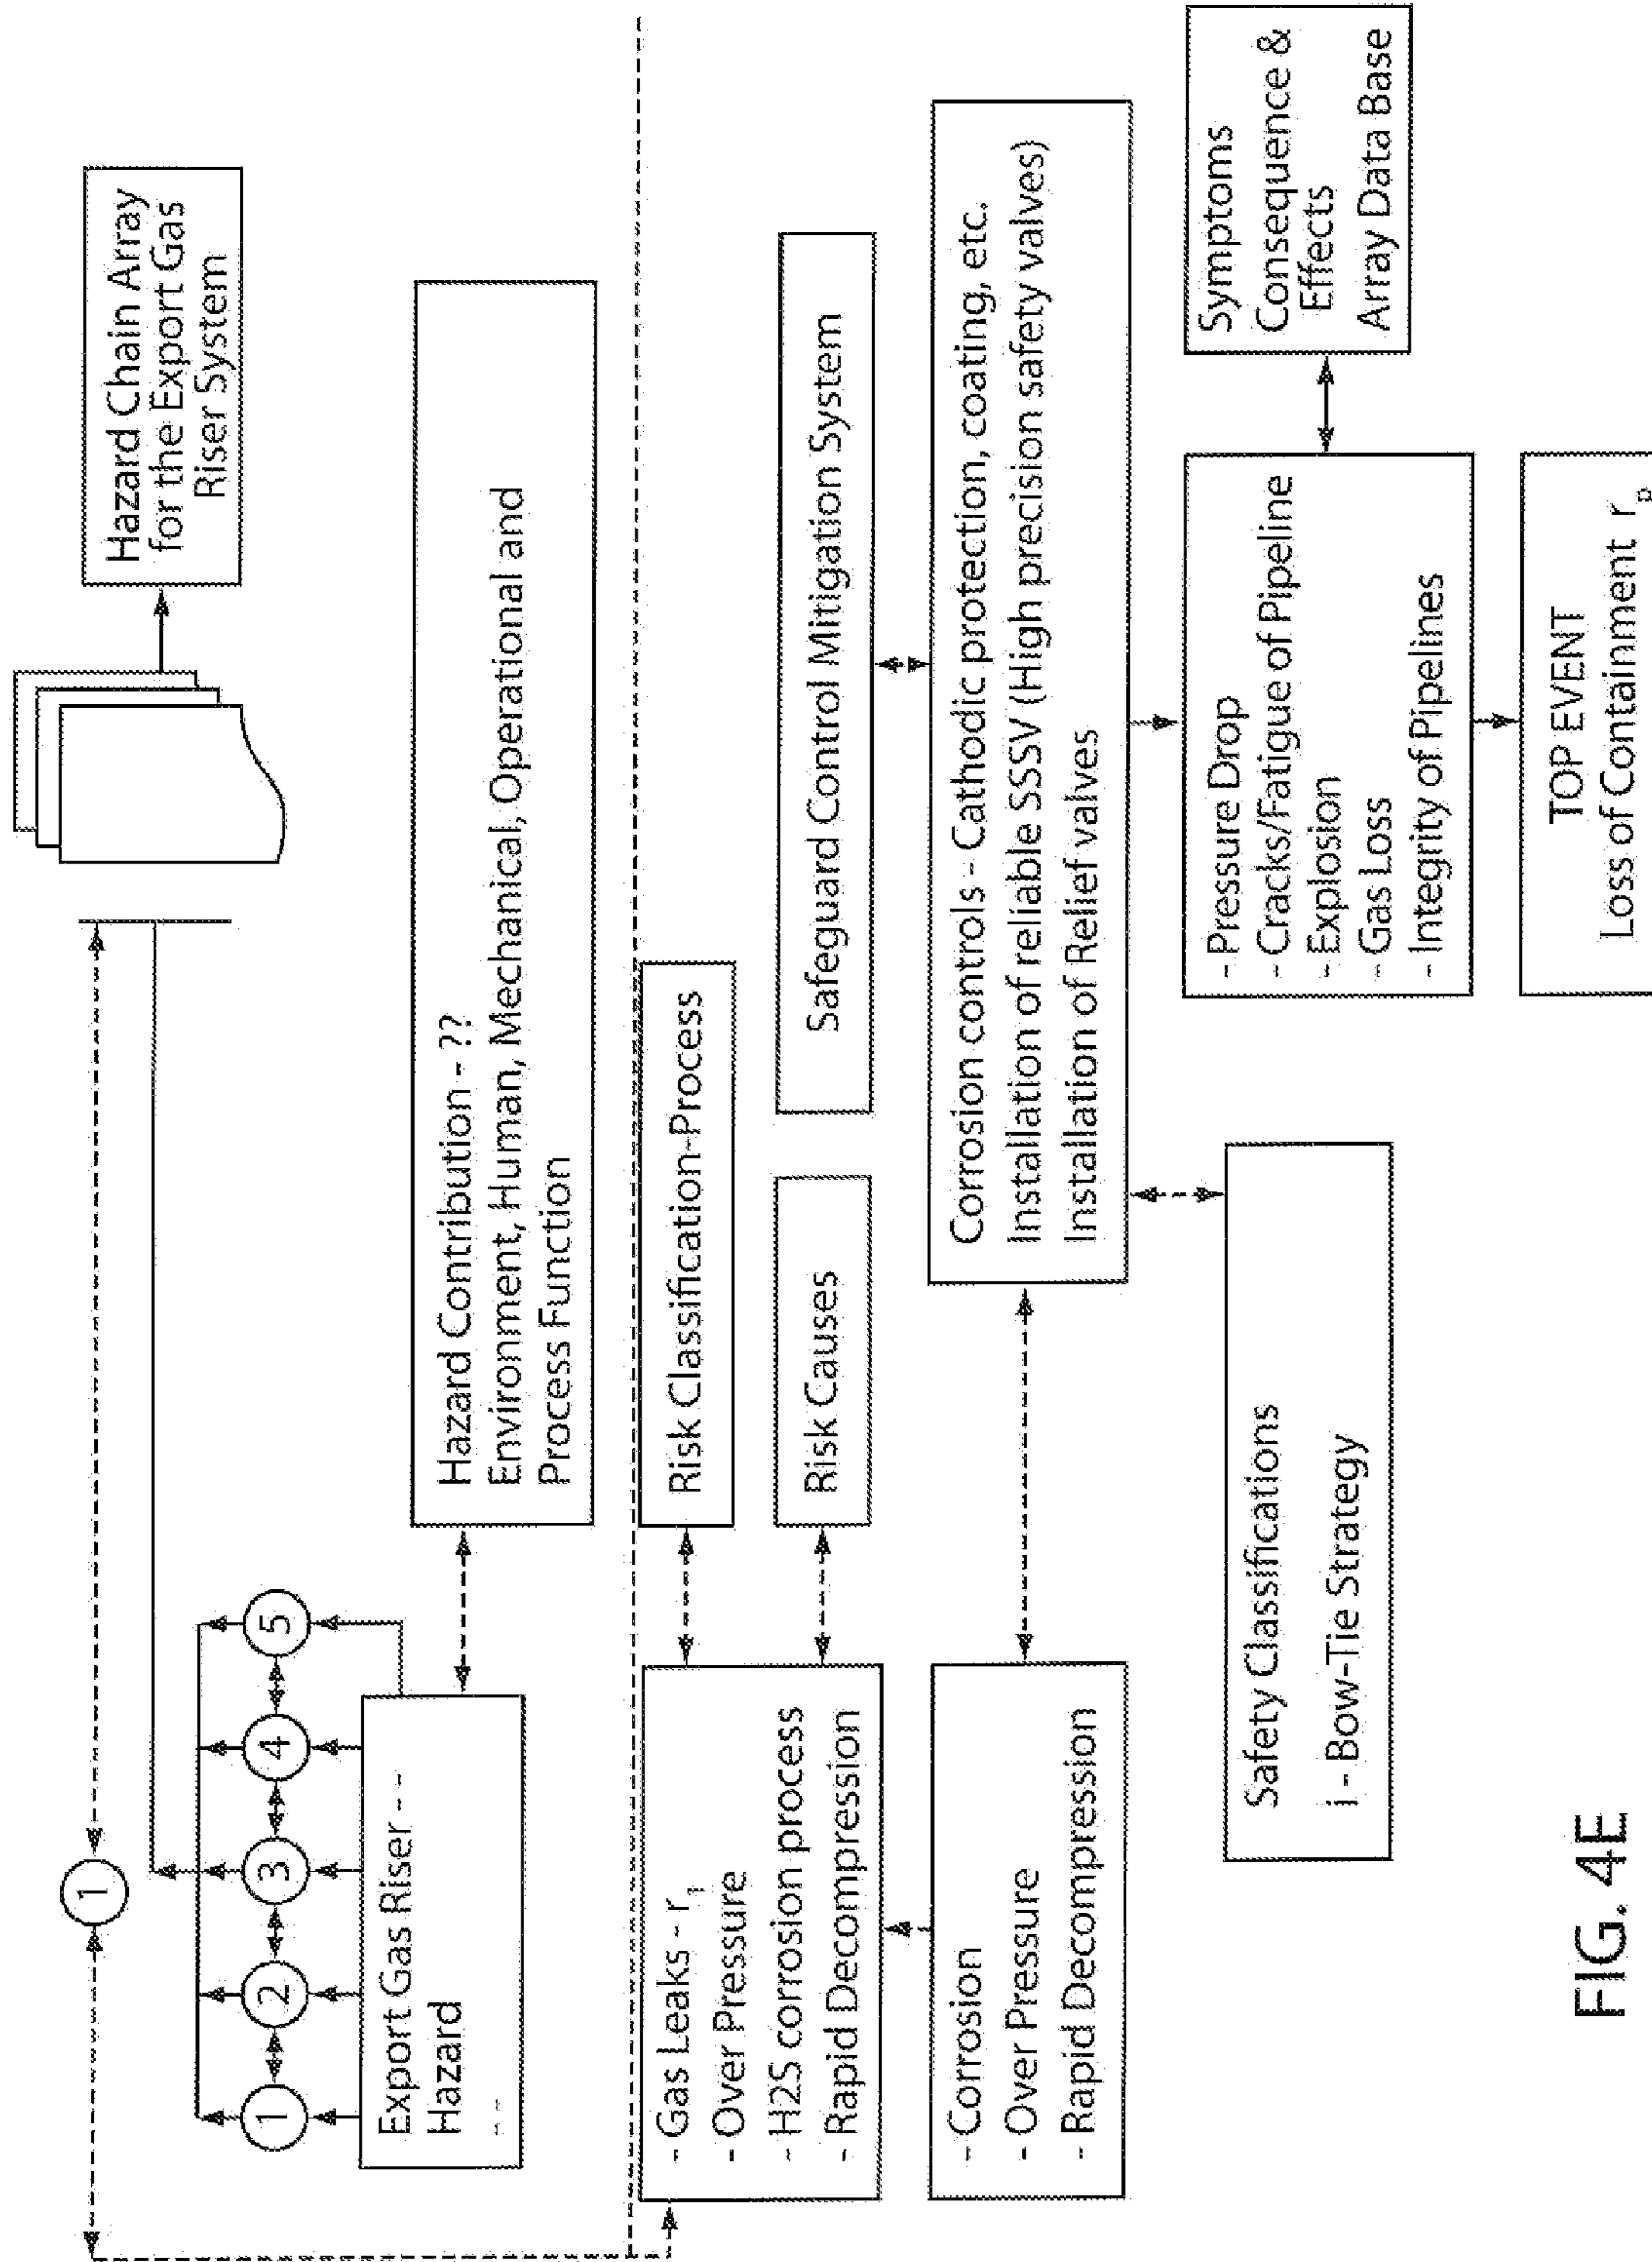 1
Hazard Chain Array
for the Export Gas
Riser System
1
2
3
4
5
Export Gas Riser - - -
Hazard
- -
Hazard Contribution - ??
Environment, Human, Mechanical, Operational and
Process Function
- Gas Leaks - r1
- Over Pressure
- H2S corrosion process
- Rapid Decompression
Risk Classification-Process
Risk Causes
Safeguard Control Mitigation System
- Corrosion
- Over Pressure
- Rapid Decompression
Corrosion controls - Cathodic protection, coating, etc.
Installation of reliable SSSV (High precision safety valves)
Installation of Relief valves
Safety Classifications
i - Bow-Tie Strategy
- Pressure Drop
- Cracks/Fatigue of Pipeline
- Explosion
- Gas Loss
- Integrity of Pipelines
Symptoms
Consequence &
Effects
Array Data Base
TOP EVENT
Loss of Containment rp
FIG. 4E